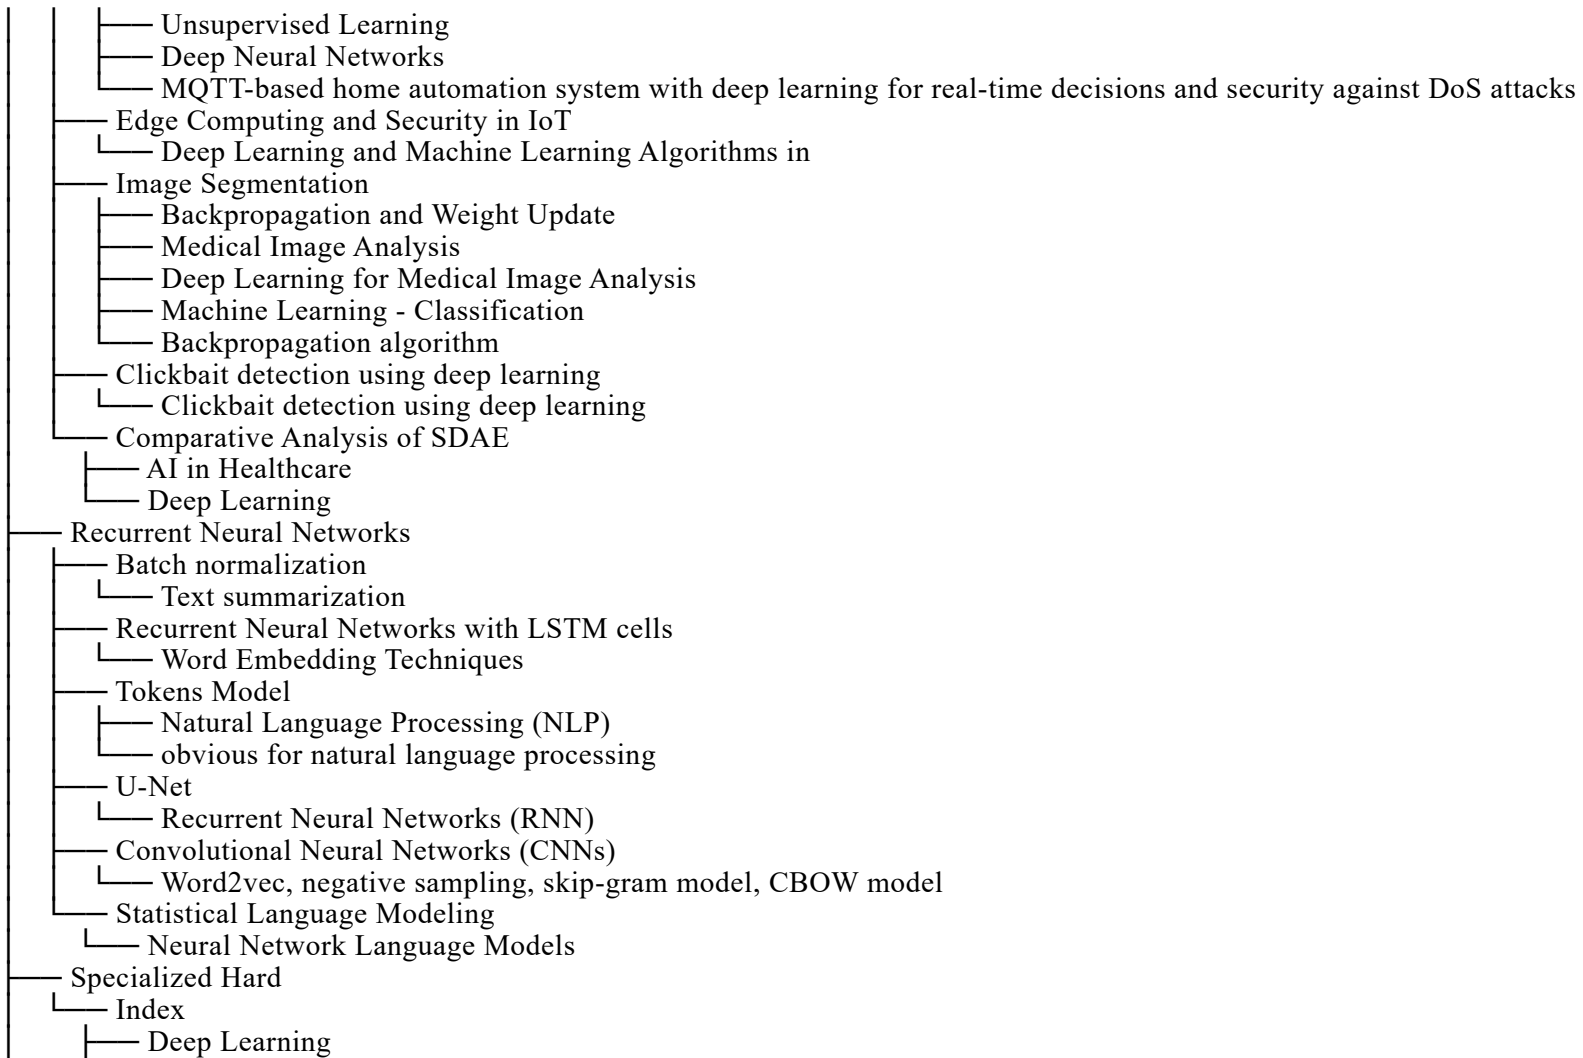 Unsupervised Learning
Deep Neural Networks
MQTT-based home automation system with deep learning for real-time decisions and security against DoS attacks
Edge Computing and Security in IoT
Deep Learning and Machine Learning Algorithms in
Image Segmentation
Backpropagation and Weight Update
Medical Image Analysis
Deep Learning for Medical Image Analysis
Machine Learning - Classification
Backpropagation algorithm
Clickbait detection using deep learning
Clickbait detection using deep learning
Comparative Analysis of SDAE
AI in Healthcare
Deep Learning
Recurrent Neural Networks
Batch normalization
Text summarization
Recurrent Neural Networks with LSTM cells
Word Embedding Techniques
Tokens Model
Natural Language Processing (NLP)
obvious for natural language processing
U-Net
Recurrent Neural Networks (RNN)
Convolutional Neural Networks (CNNs)
Word2vec, negative sampling, skip-gram model, CBOW model
Statistical Language Modeling
Neural Network Language Models
Specialized Hard
Index
Deep Learning